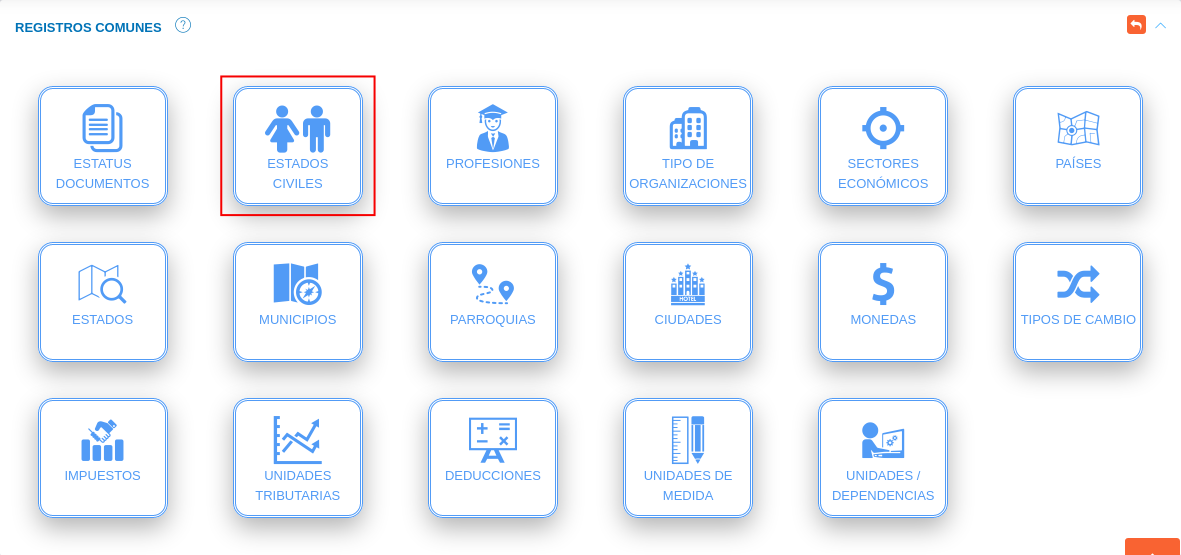 REGISTROS COMUNES ?
ESTATUS
DOCUMENTOS
ESTADOS
CIVILES
PROFESIONES
TIPO DE
ORGANIZACIONES
SECTORES
ECONÓMICOS
PAÍSES
ESTADOS
MUNICIPIOS
PARROQUIAS
HOTEL
CIUDADES
$
MONEDAS
TIPOS DE CAMBIO
IMPUESTOS
UNIDADES
TRIBUTARIAS
DEDUCCIONES
UNIDADES DE
MEDIDA
UNIDADES /
DEPENDENCIAS